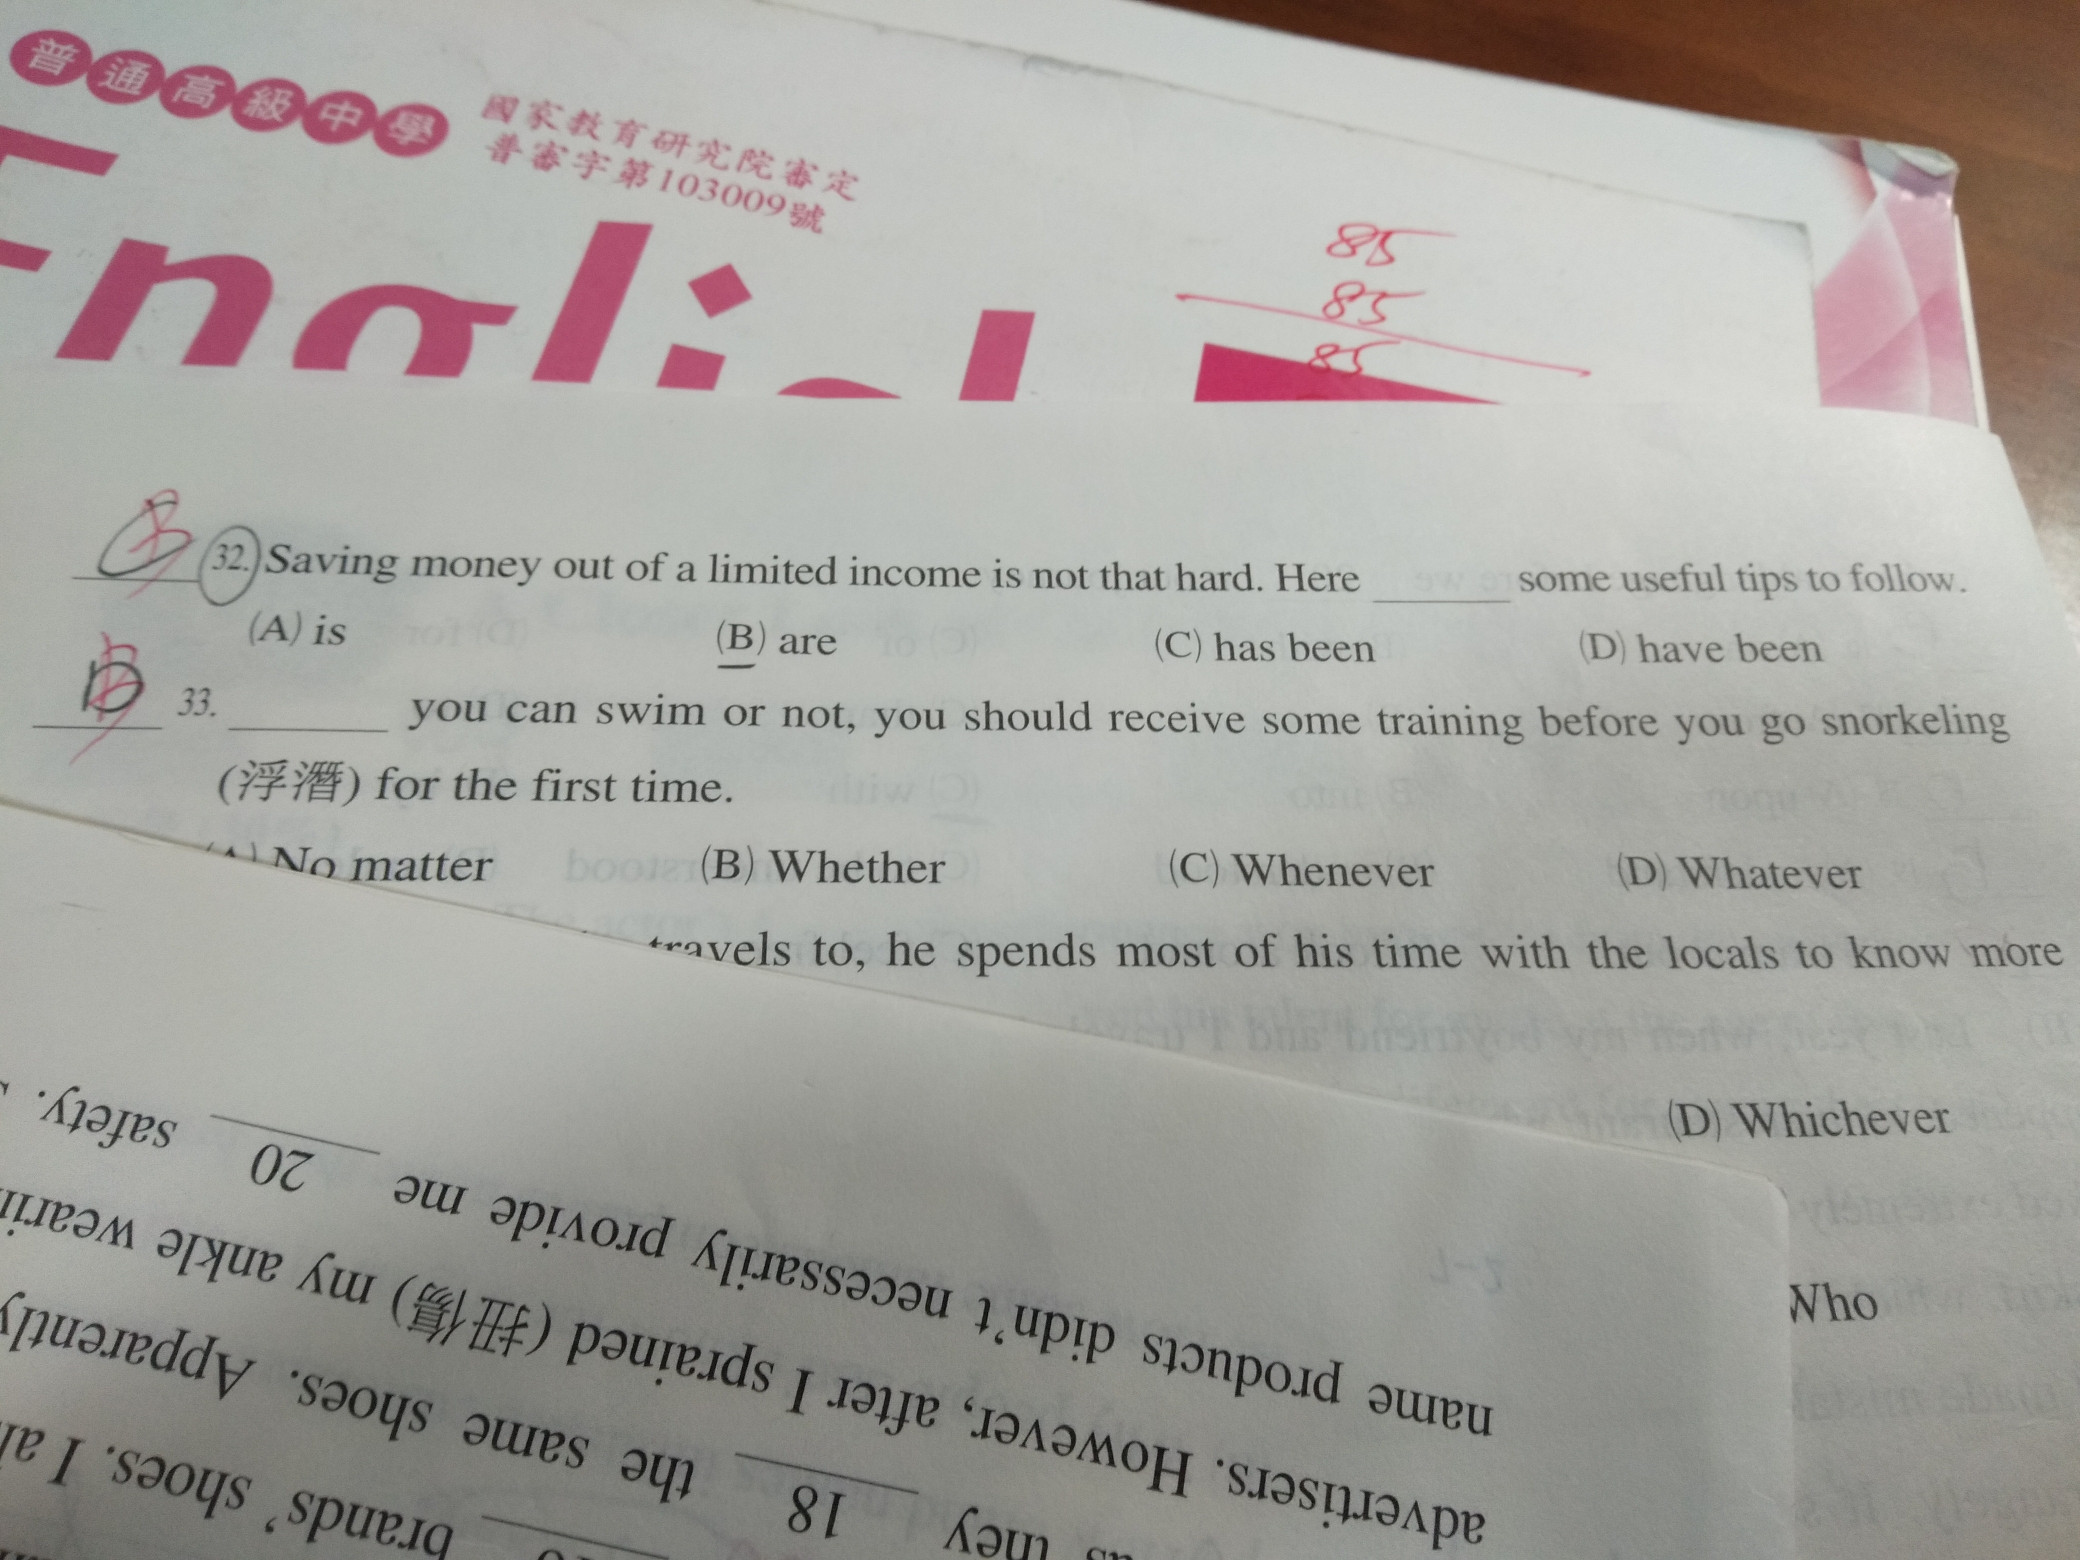 普通高級中學
國家教育研究院審定
普審字第103009號
85
85
85
B
32. Saving money out of a limited income is not that hard. Here ______ some useful tips to follow.
(A) is (B) are (C) has been (D) have been
B
33. ______ you can swim or not, you should receive some training before you go snorkeling
(浮潛) for the first time.
No matter (B) Whether (C) Whenever (D) Whatever
to, he spends most of his time with the locals to know more
(D) Whichever
Who
brands' shoes. I
they 18 the same shoes. Apparently
advertisers. However, after I sprained (扭傷) my ankle
name products didn't necessarily provide me 20 safety.